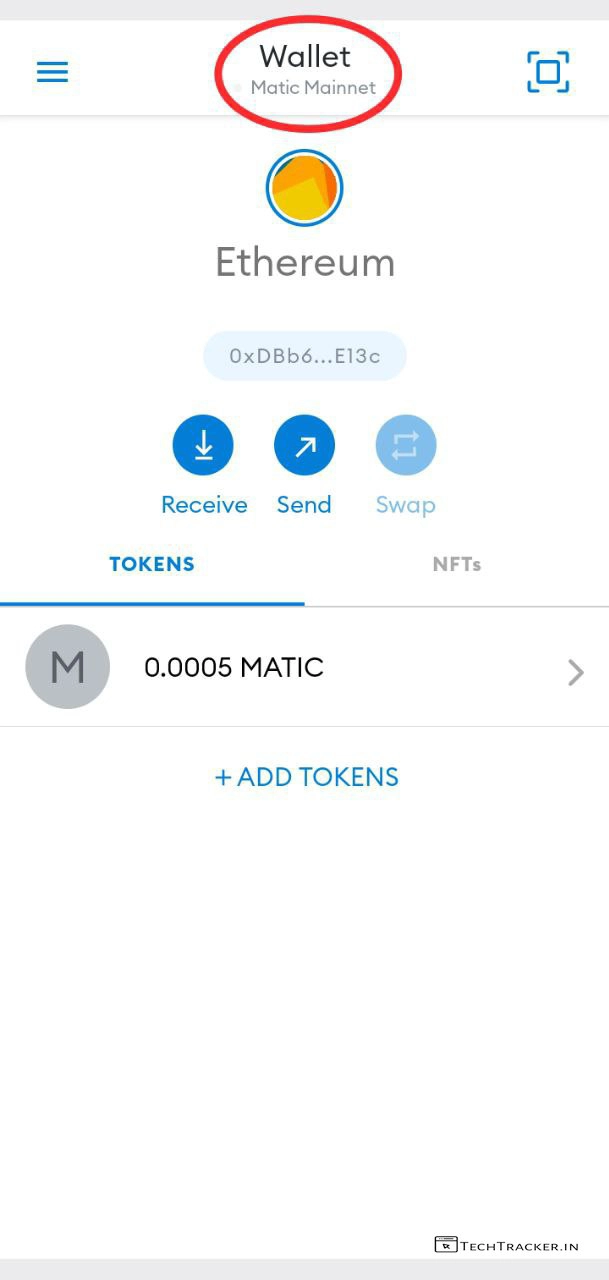 Wallet
Matic Mainnet
Ethereum
0xDBb6...E13c
Receive Send Swap
TOKENS NFTs
M 0.0005 MATIC
+ ADD TOKENS
TECHTRACKER.IN